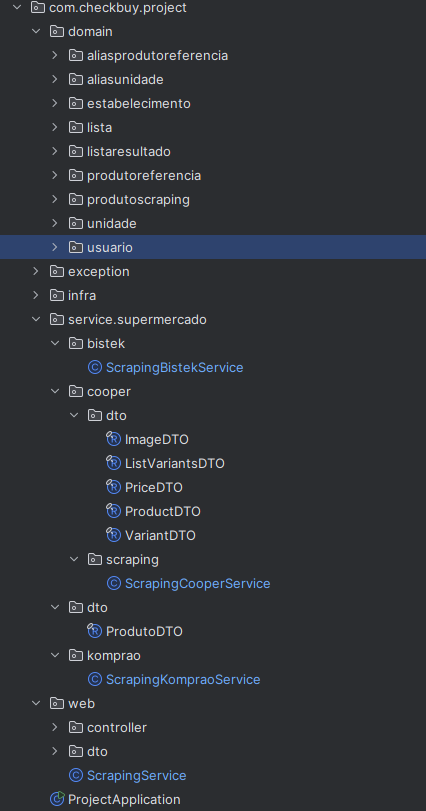 com.checkbuy.project
domain
aliasprodutoreferencia
aliasunidade
estabelecimento
lista
listaresultado
produtoreferencia
produtoscraping
unidade
usuario
exception
infra
service.supermercado
bistek
ScrapingBistekService
cooper
dto
ImageDTO
ListVariantsDTO
PriceDTO
ProductDTO
VariantDTO
scraping
ScrapingCooperService
dto
ProdutoDTO
komprao
ScrapingKompraoService
web
controller
dto
ScrapingService
ProjectApplication